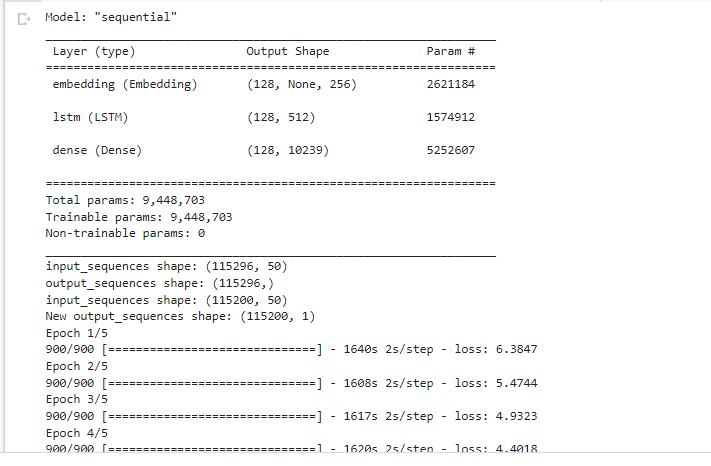 Model: "sequential"
_________________________________________________________________
Layer (type) Output Shape Param #
=================================================================
embedding (Embedding) (128, None, 256) 2621184
lstm (LSTM) (128, 512) 1574912
dense (Dense) (128, 10239) 5252607
=================================================================
Total params: 9,448,703
Trainable params: 9,448,703
Non-trainable params: 0
_________________________________________________________________
input_sequences shape: (115296, 50)
output_sequences shape: (115296,)
input_sequences shape: (115200, 50)
New output_sequences shape: (115200, 1)
Epoch 1/5
900/900 [==============================] - 1640s 2s/step - loss: 6.3847
Epoch 2/5
900/900 [==============================] - 1608s 2s/step - loss: 5.4744
Epoch 3/5
900/900 [==============================] - 1617s 2s/step - loss: 4.9323
Epoch 4/5
900/900 [==============================] - 1620s 2s/step - loss: 4.4018